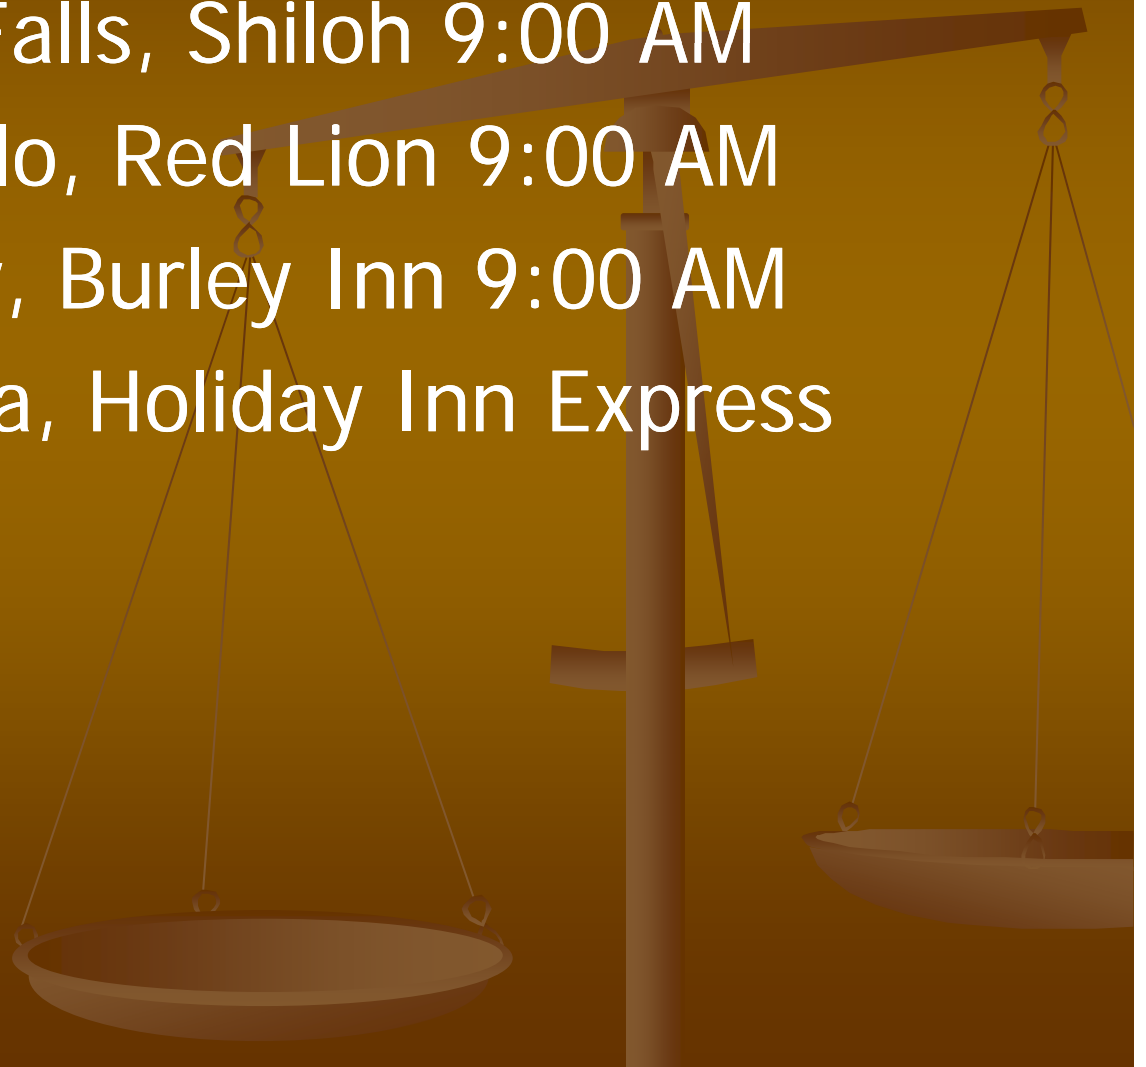 Falls, Shiloh 9:00 AM
lo, Red Lion 9:00 AM
, Burley Inn 9:00 AM
a, Holiday Inn Express